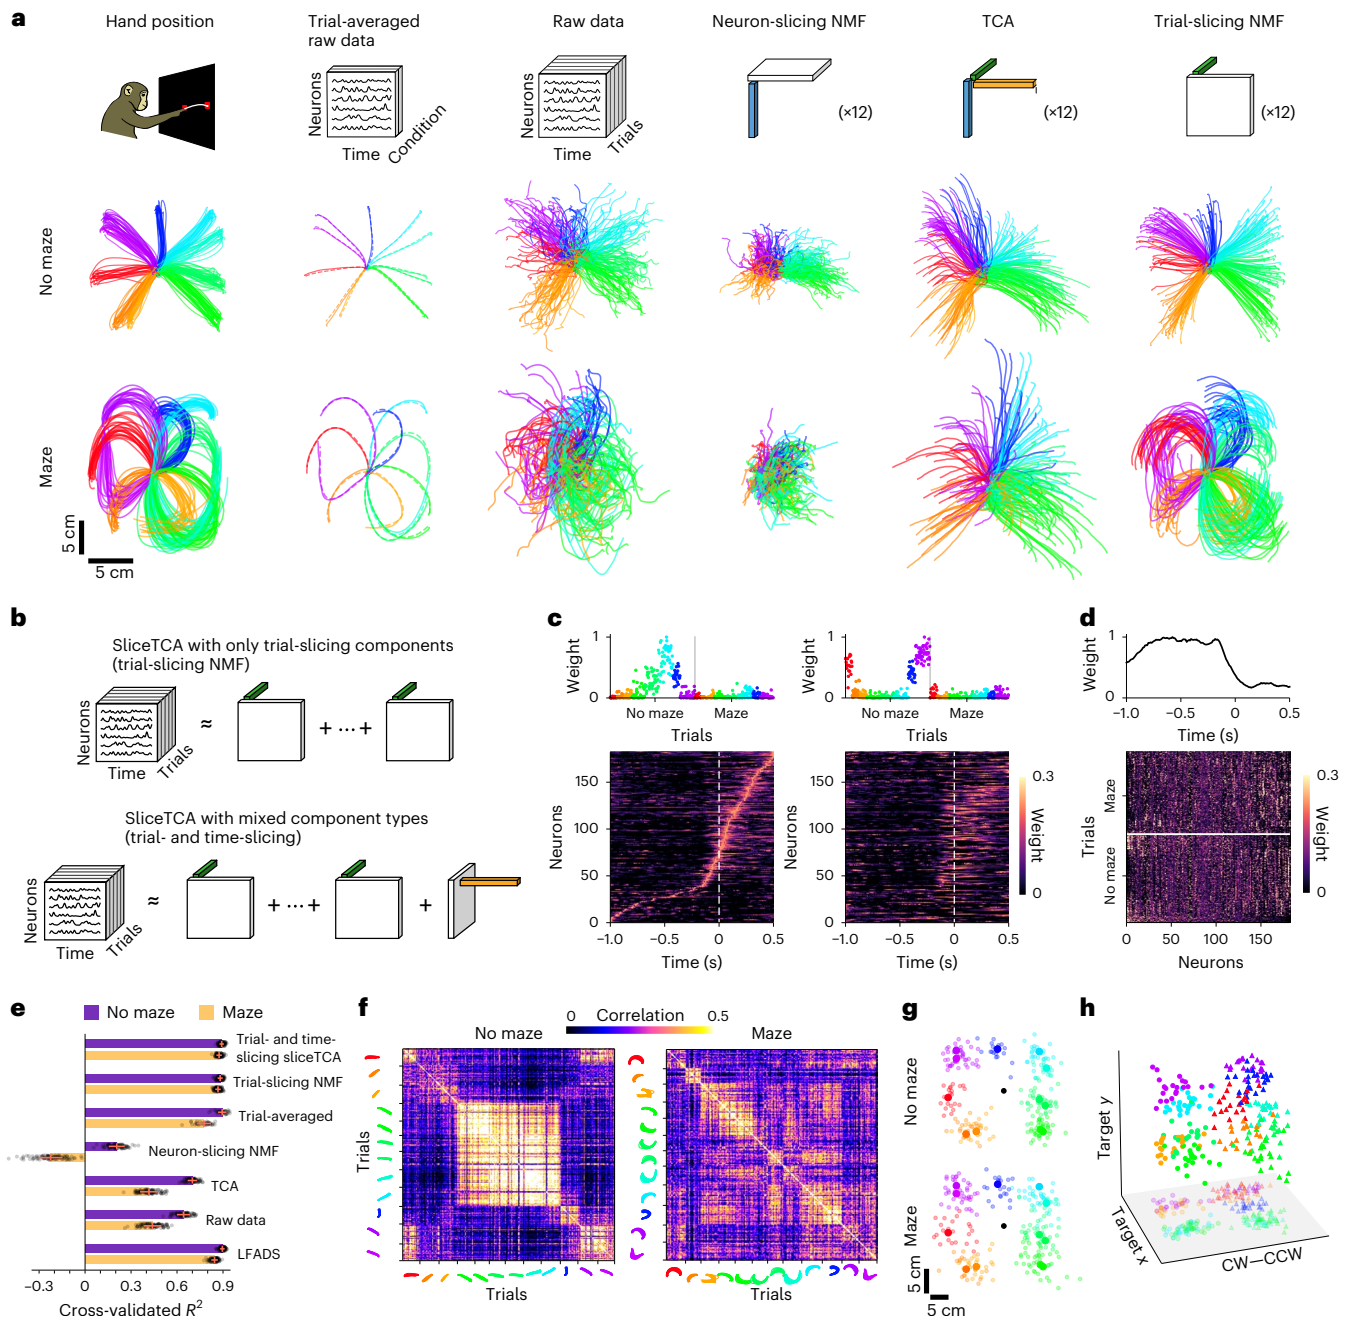 a
Hand position
Trial-averaged
raw data
Raw data
Neuron-slicing NMF
TCA
Trial-slicing NMF
Neurons
Time
Condition
Neurons
Time
Trials
(×12)
(×12)
(×12)
No maze
Maze
5 cm
5 cm
b
SliceTCA with only trial-slicing components
(trial-slicing NMF)
Neurons
Time
Trials
≈
+ ... +
SliceTCA with mixed component types
(trial- and time-slicing)
Neurons
Time
Trials
≈
+ ... +
+
c
Weight
1
0
No maze
Maze
Trials
Weight
1
0
No maze
Maze
Trials
Neurons
150
100
50
0
−1.0
−0.5
0
0.5
Time (s)
Neurons
150
100
50
0
−1.0
−0.5
0
0.5
Time (s)
0.3
Weight
0
d
Weight
1
0
−1.0
−0.5
0
0.5
Time (s)
Trials
Maze
No maze
0
50
100
150
Neurons
0.3
Weight
0
e
No maze
Maze
Trial- and time-
slicing sliceTCA
Trial-slicing NMF
Trial-averaged
Neuron-slicing NMF
TCA
Raw data
LFADS
−0.3
0
0.3
0.6
0.9
Cross-validated R²
f
0
Correlation
0.5
No maze
Maze
Trials
Trials
Trials
g
No maze
Maze
5 cm
5 cm
h
Target y
Target x
CW—CCW